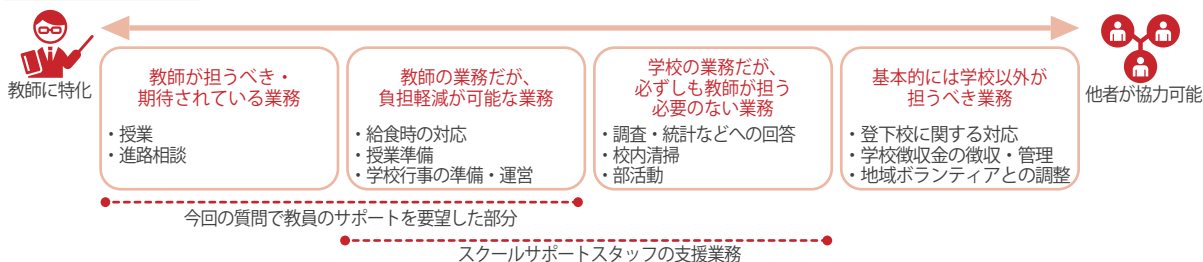 教師に特化
教師が担うべき・
期待されている業務
・授業
・進路相談
教師の業務だが、
負担軽減が可能な業務
・給食時の対応
・授業準備
・学校行事の準備・運営
学校の業務だが、
必ずしも教師が担う
必要のない業務
・調査・統計などへの回答
・校内清掃
・部活動
基本的には学校以外が
担うべき業務
・登下校に関する対応
・学校徴収金の徴収・管理
・地域ボランティアとの調整
他者が協力可能
今回の質問で教員のサポートを要望した部分
スクールサポートスタッフの支援業務